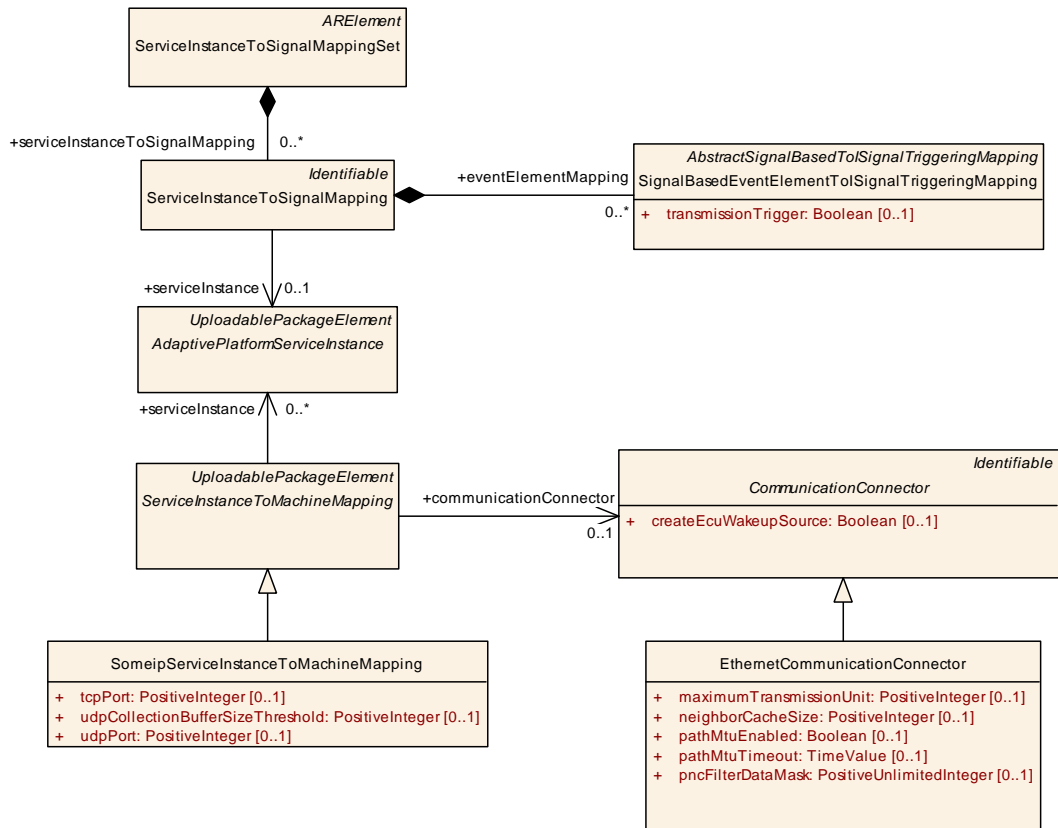 ARElement
ServiceInstanceToSignalMappingSet
+serviceInstanceToSignalMapping 0..*
Identifiable
ServiceInstanceToSignalMapping
+eventElementMapping
0..*
AbstractSignalBasedToISignalTriggeringMapping
SignalBasedEventElementToISignalTriggeringMapping
+ transmissionTrigger: Boolean [0..1]
+serviceInstance 0..1
UploadablePackageElement
AdaptivePlatformServiceInstance
+serviceInstance 0..*
UploadablePackageElement
ServiceInstanceToMachineMapping
+communicationConnector
0..1
Identifiable
CommunicationConnector
+ createEcuWakeupSource: Boolean [0..1]
SomeipServiceInstanceToMachineMapping
+ tcpPort: PositiveInteger [0..1]
+ udpCollectionBufferSizeThreshold: PositiveInteger [0..1]
+ udpPort: PositiveInteger [0..1]
EthernetCommunicationConnector
+ maximumTransmissionUnit: PositiveInteger [0..1]
+ neighborCacheSize: PositiveInteger [0..1]
+ pathMtuEnabled: Boolean [0..1]
+ pathMtuTimeout: TimeValue [0..1]
+ pncFilterDataMask: PositiveUnlimitedInteger [0..1]